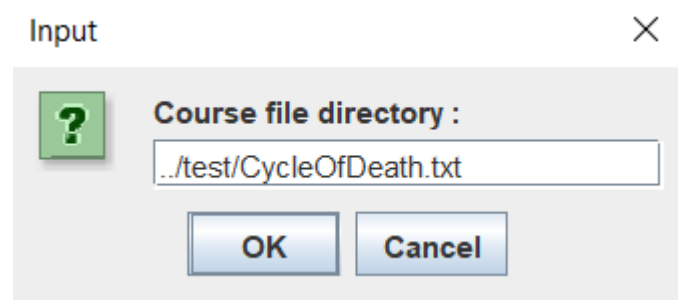 Input
Course file directory :
../test/CycleOfDeath.txt
OK Cancel